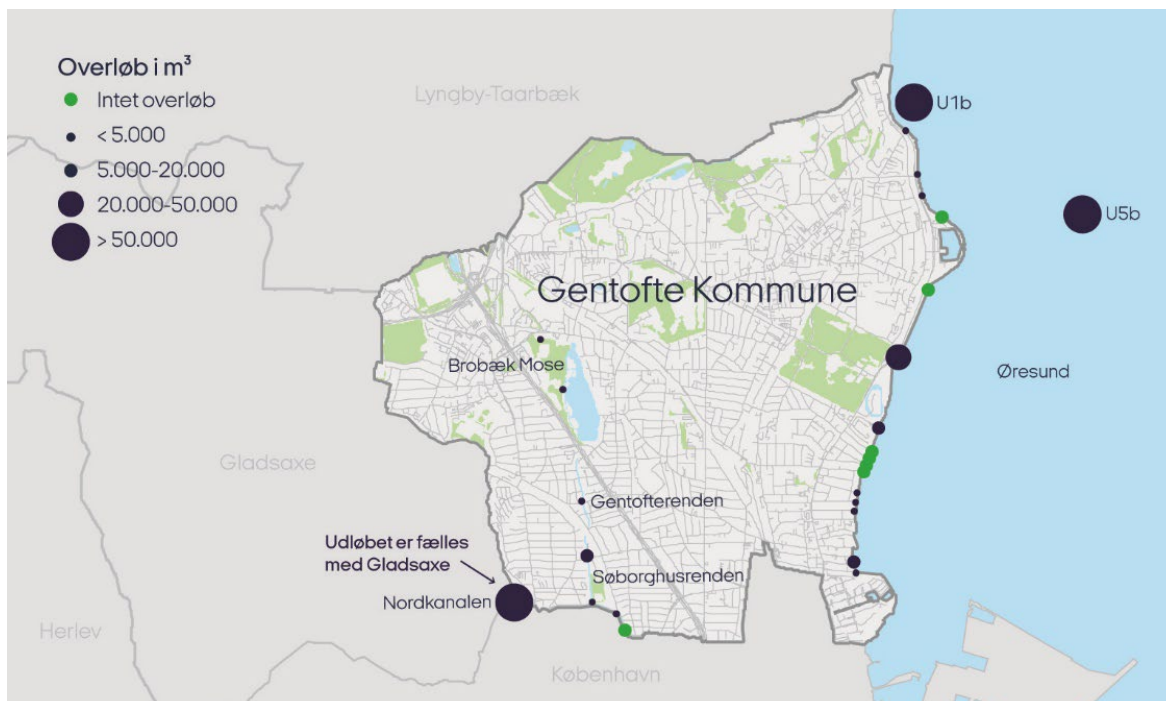 Overløb i m³
Intet overløb
< 5.000
5.000-20.000
20.000-50.000
> 50.000
Lyngby-Taarbæk
U1b
U5b
Gentofte Kommune
Brobæk Mose
Øresund
Gladsaxe
Gentofterenden
Udløbet er fælles
med Gladsaxe
Søborghusrenden
Nordkanalen
Herlev
København